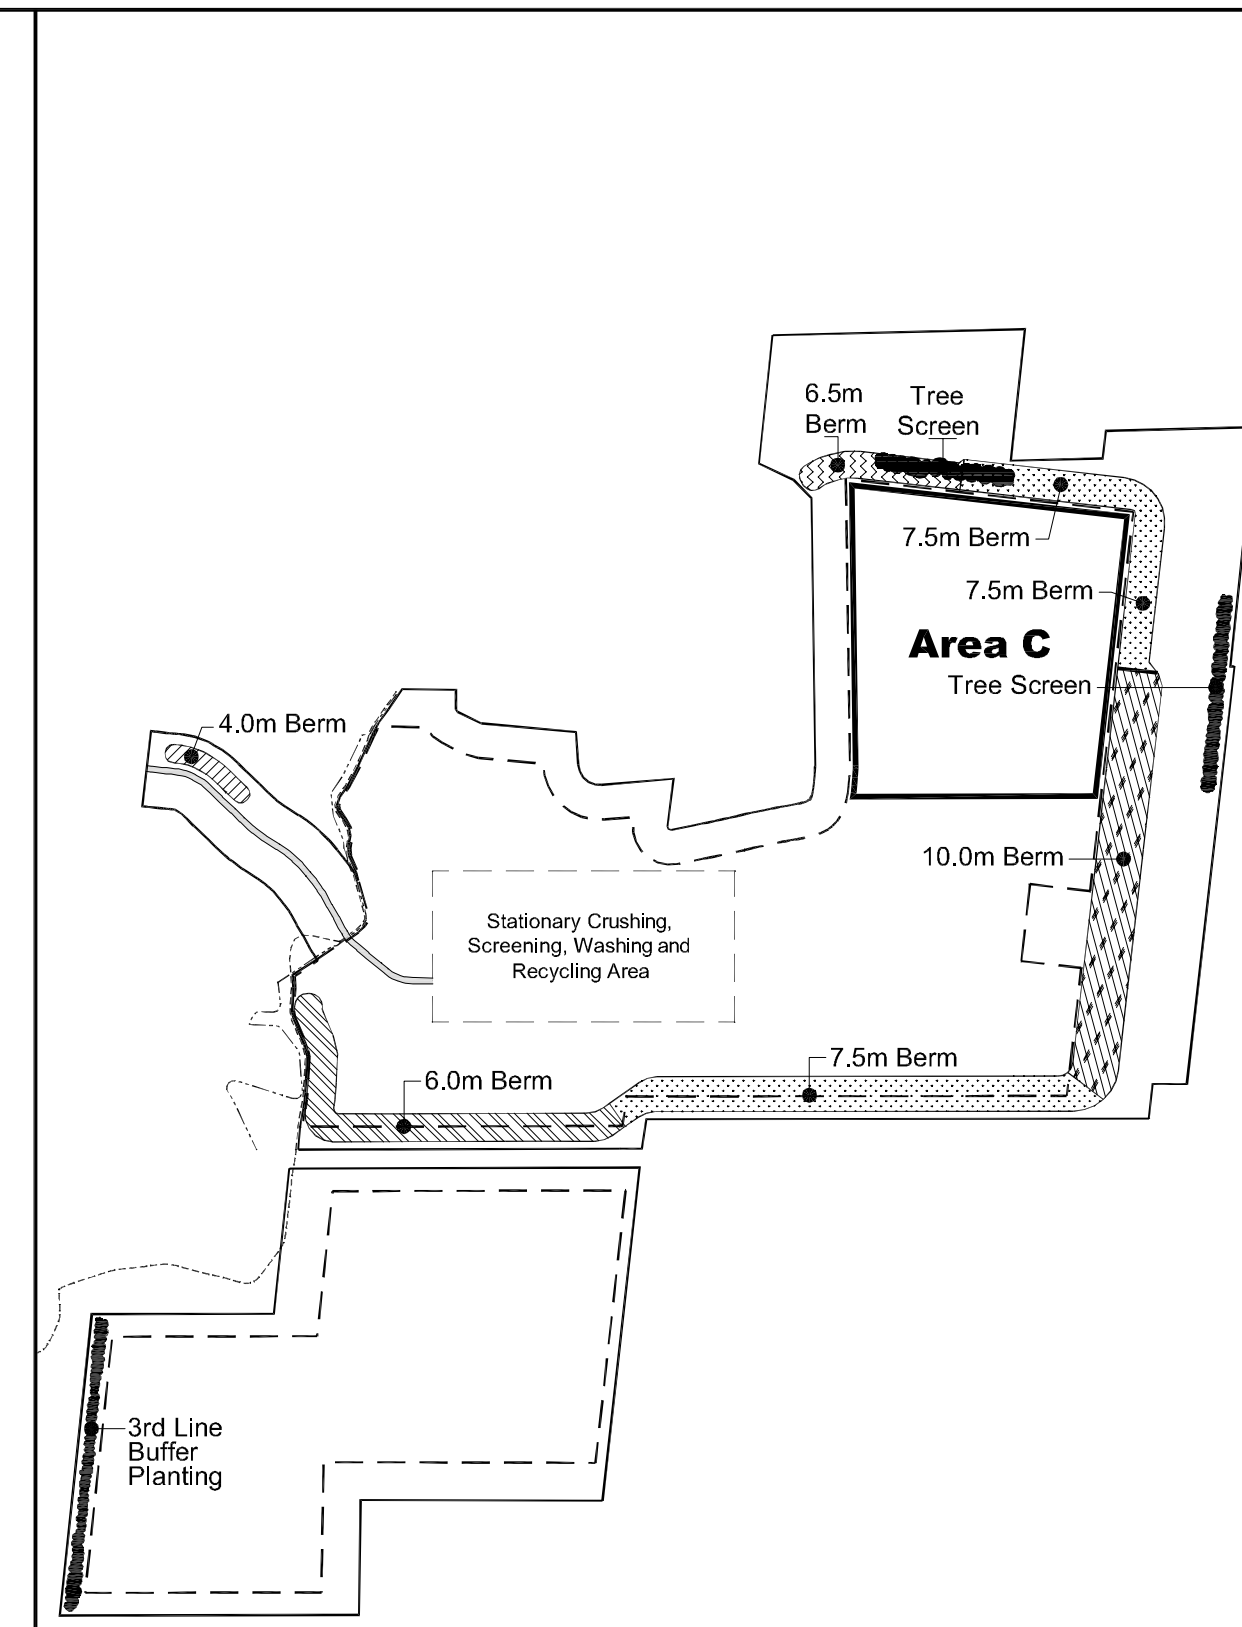 6.5m
Berm
Tree
Screen
7.5m Berm
7.5m Berm
Area C
Tree Screen
4.0m Berm
10.0m Berm
Stationary Crushing,
Screening, Washing and
Recycling Area
7.5m Berm
6.0m Berm
3rd Line
Buffer
Planting